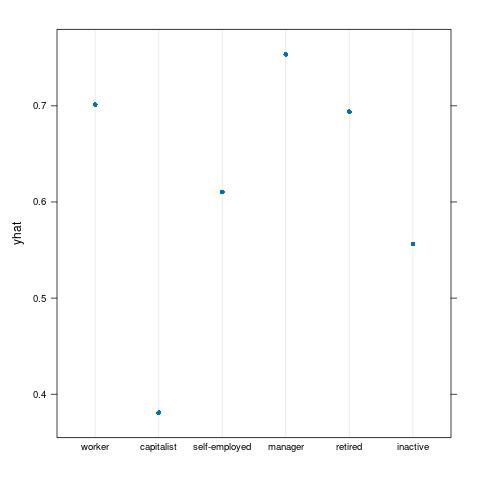 0.7
0.6
0.5
0.4
yhat
worker capitalist self-employed manager retired inactive